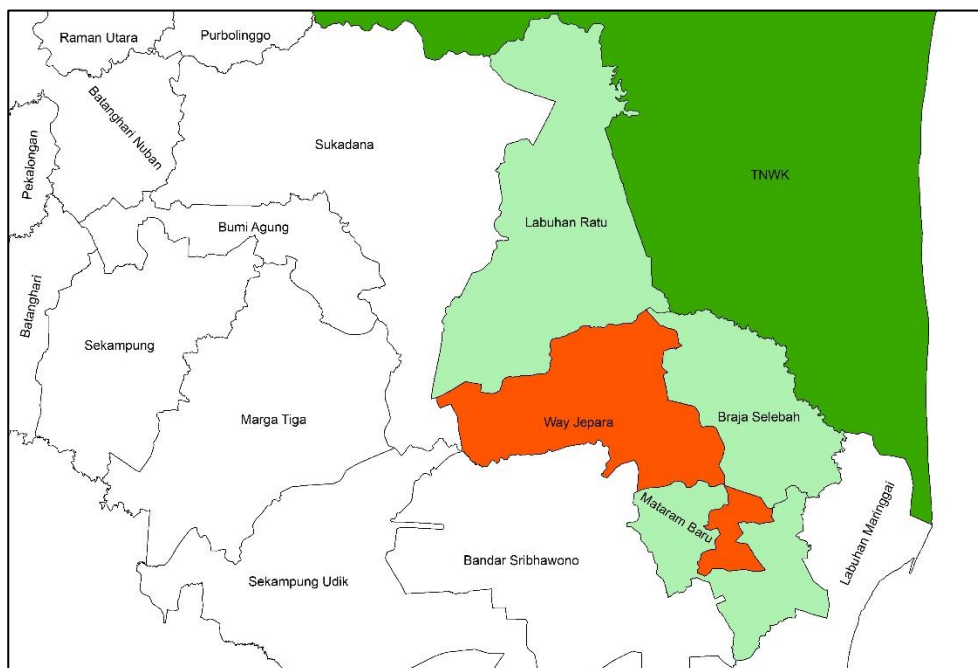 Raman Utara
Purbolinggo
Batanghari Nuban
Pekalongan
Sukadana
TNWK
Labuhan Ratu
Bumi Agung
Batanghari
Sekampung
Marga Tiga
Way Jepara
Braja Selebah
Mataram Baru
Labuhan Maringgai
Bandar Sribhawono
Sekampung Udik